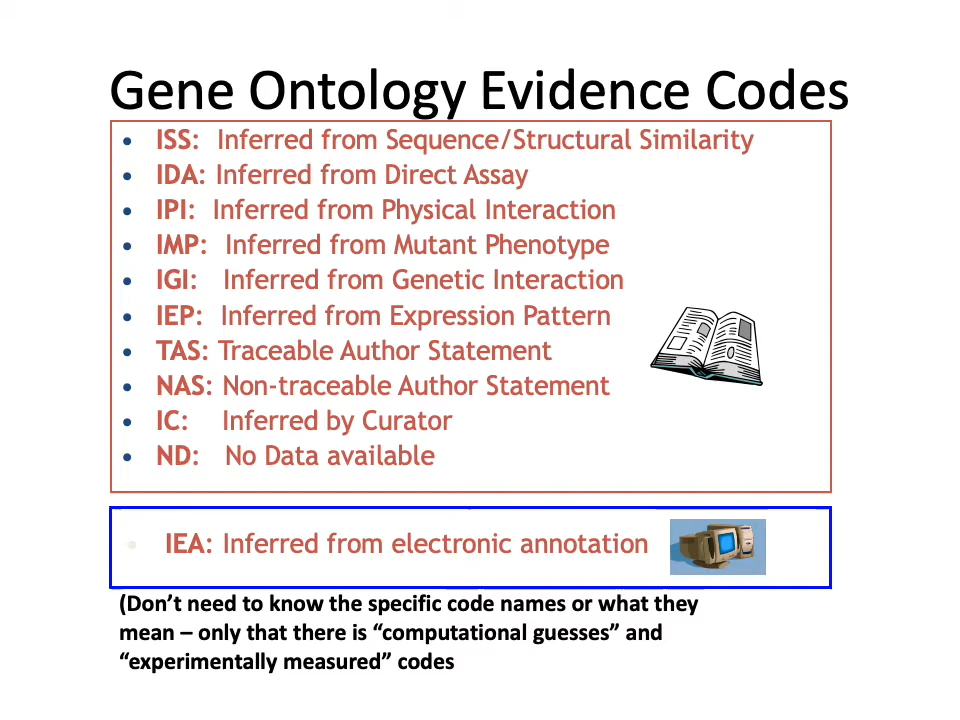 Gene Ontology Evidence Codes
• ISS: Inferred from Sequence/Structural Similarity
• IDA: Inferred from Direct Assay
• IPI: Inferred from Physical Interaction
• IMP: Inferred from Mutant Phenotype
• IGI: Inferred from Genetic Interaction
• IEP: Inferred from Expression Pattern
• TAS: Traceable Author Statement
• NAS: Non-traceable Author Statement
• IC: Inferred by Curator
• ND: No Data available
• IEA: Inferred from electronic annotation
(Don’t need to know the specific code names or what they
mean – only that there is “computational guesses” and
“experimentally measured” codes